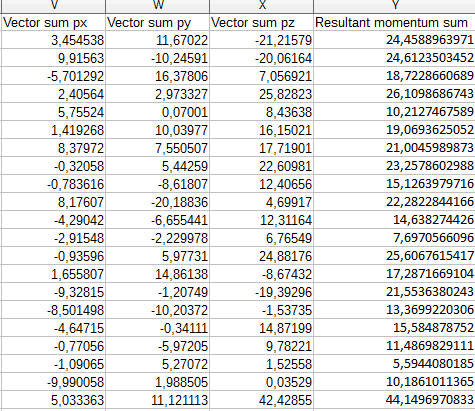 V W X Y
Vector sum px Vector sum py Vector sum pz Resultant momentum sum
3,454538 11,67022 -21,21579 24,4588963971
9,91563 -10,24591 -20,06164 24,6123503452
-5,701292 16,37806 7,056921 18,7228660689
2,40564 2,973327 25,82823 26,1098686743
5,75524 0,07001 8,43638 10,2127467589
1,419268 10,03977 16,15021 19,0693625052
8,37972 7,550507 17,71901 21,0045989873
-0,32058 5,44259 22,60981 23,2578602988
-0,783616 -8,61807 12,40656 15,1263979716
8,17607 -20,18836 4,69917 22,2822844166
-4,29042 -6,655441 12,31164 14,638274426
-2,91548 -2,229978 6,76549 7,6970566096
-0,93596 5,97731 24,88176 25,6067615417
1,655807 14,86138 -8,67432 17,2871669104
-9,32815 -1,20749 -19,39296 21,5536380243
-8,501498 -10,20372 -1,53735 13,3699220306
-4,64715 -0,34111 14,87199 15,584878752
-0,77056 -5,97205 9,78221 11,4869829111
-1,09065 5,27072 1,52558 5,5944080185
-9,990058 1,988505 0,03529 10,1861011365
5,033363 11,121113 42,42855 44,1496970833